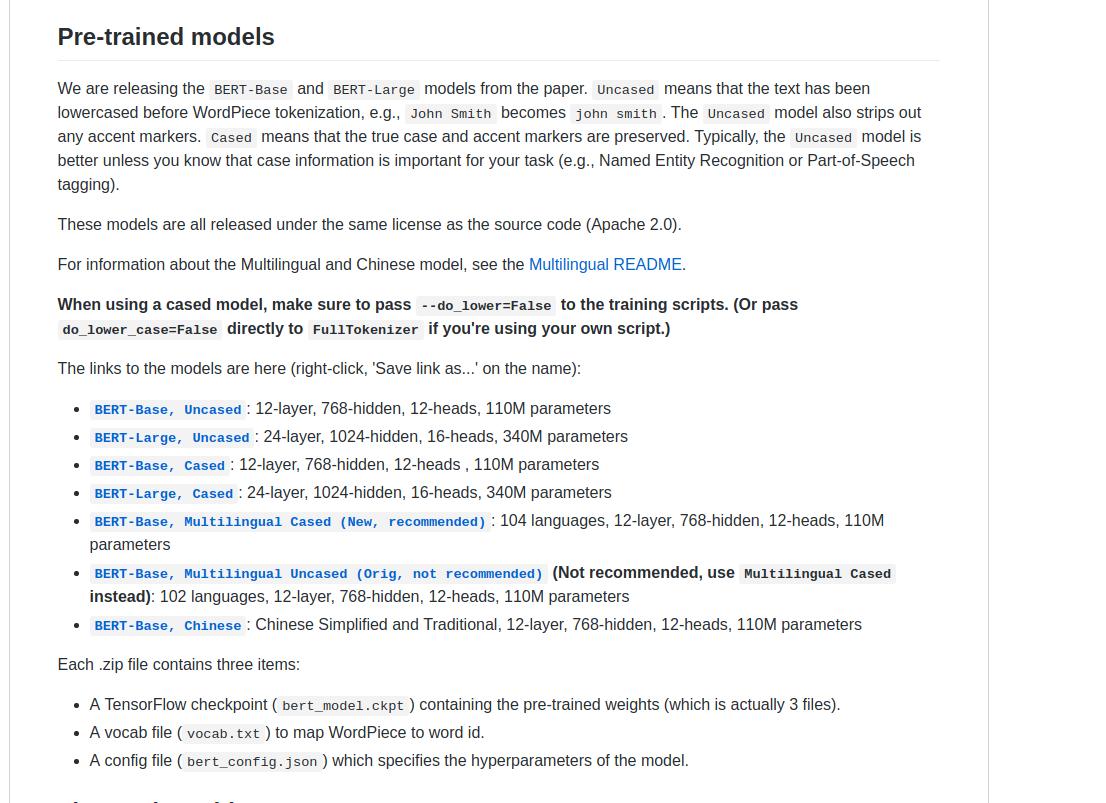 Pre-trained models
We are releasing the BERT-Base and BERT-Large models from the paper. Uncased means that the text has been
lowercased before WordPiece tokenization, e.g., John Smith becomes john smith. The Uncased model also strips out
any accent markers. Cased means that the true case and accent markers are preserved. Typically, the Uncased model is
better unless you know that case information is important for your task (e.g., Named Entity Recognition or Part-of-Speech
tagging).
These models are all released under the same license as the source code (Apache 2.0).
For information about the Multilingual and Chinese model, see the Multilingual README.
When using a cased model, make sure to pass --do_lower=False to the training scripts. (Or pass
do_lower_case=False directly to FullTokenizer if you're using your own script.)
The links to the models are here (right-click, 'Save link as...' on the name):
• BERT-Base, Uncased: 12-layer, 768-hidden, 12-heads, 110M parameters
• BERT-Large, Uncased: 24-layer, 1024-hidden, 16-heads, 340M parameters
• BERT-Base, Cased: 12-layer, 768-hidden, 12-heads , 110M parameters
• BERT-Large, Cased: 24-layer, 1024-hidden, 16-heads, 340M parameters
• BERT-Base, Multilingual Cased (New, recommended): 104 languages, 12-layer, 768-hidden, 12-heads, 110M
parameters
• BERT-Base, Multilingual Uncased (Orig, not recommended) (Not recommended, use Multilingual Cased
instead): 102 languages, 12-layer, 768-hidden, 12-heads, 110M parameters
• BERT-Base, Chinese: Chinese Simplified and Traditional, 12-layer, 768-hidden, 12-heads, 110M parameters
Each .zip file contains three items:
• A TensorFlow checkpoint (bert_model.ckpt) containing the pre-trained weights (which is actually 3 files).
• A vocab file (vocab.txt) to map WordPiece to word id.
• A config file (bert_config.json) which specifies the hyperparameters of the model.